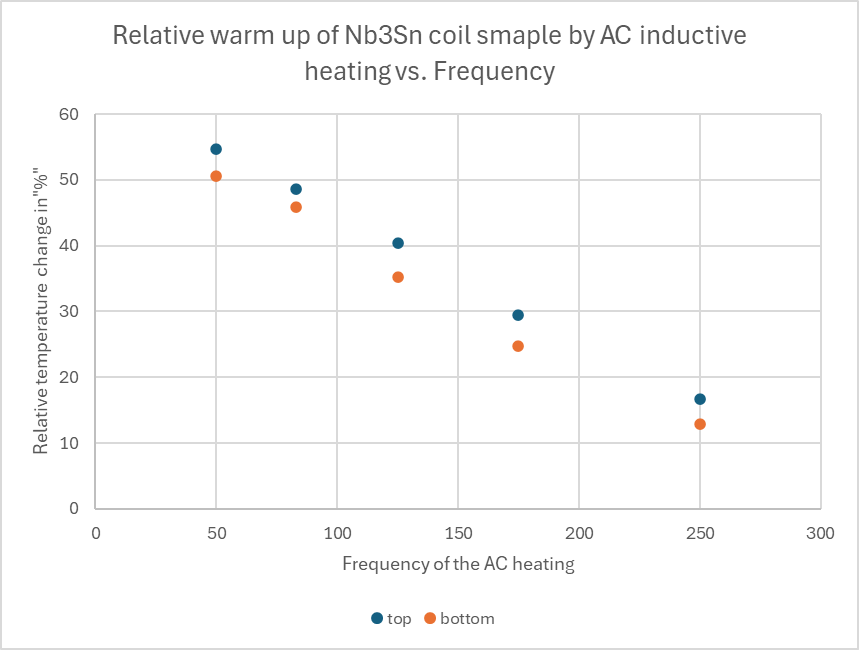 Relative warm up of Nb3Sn coil smaple by AC inductive
heating vs. Frequency
Relative temperature change in"%"
60
50
40
30
20
10
0
0 50 100 150 200 250 300
Frequency of the AC heating
top bottom